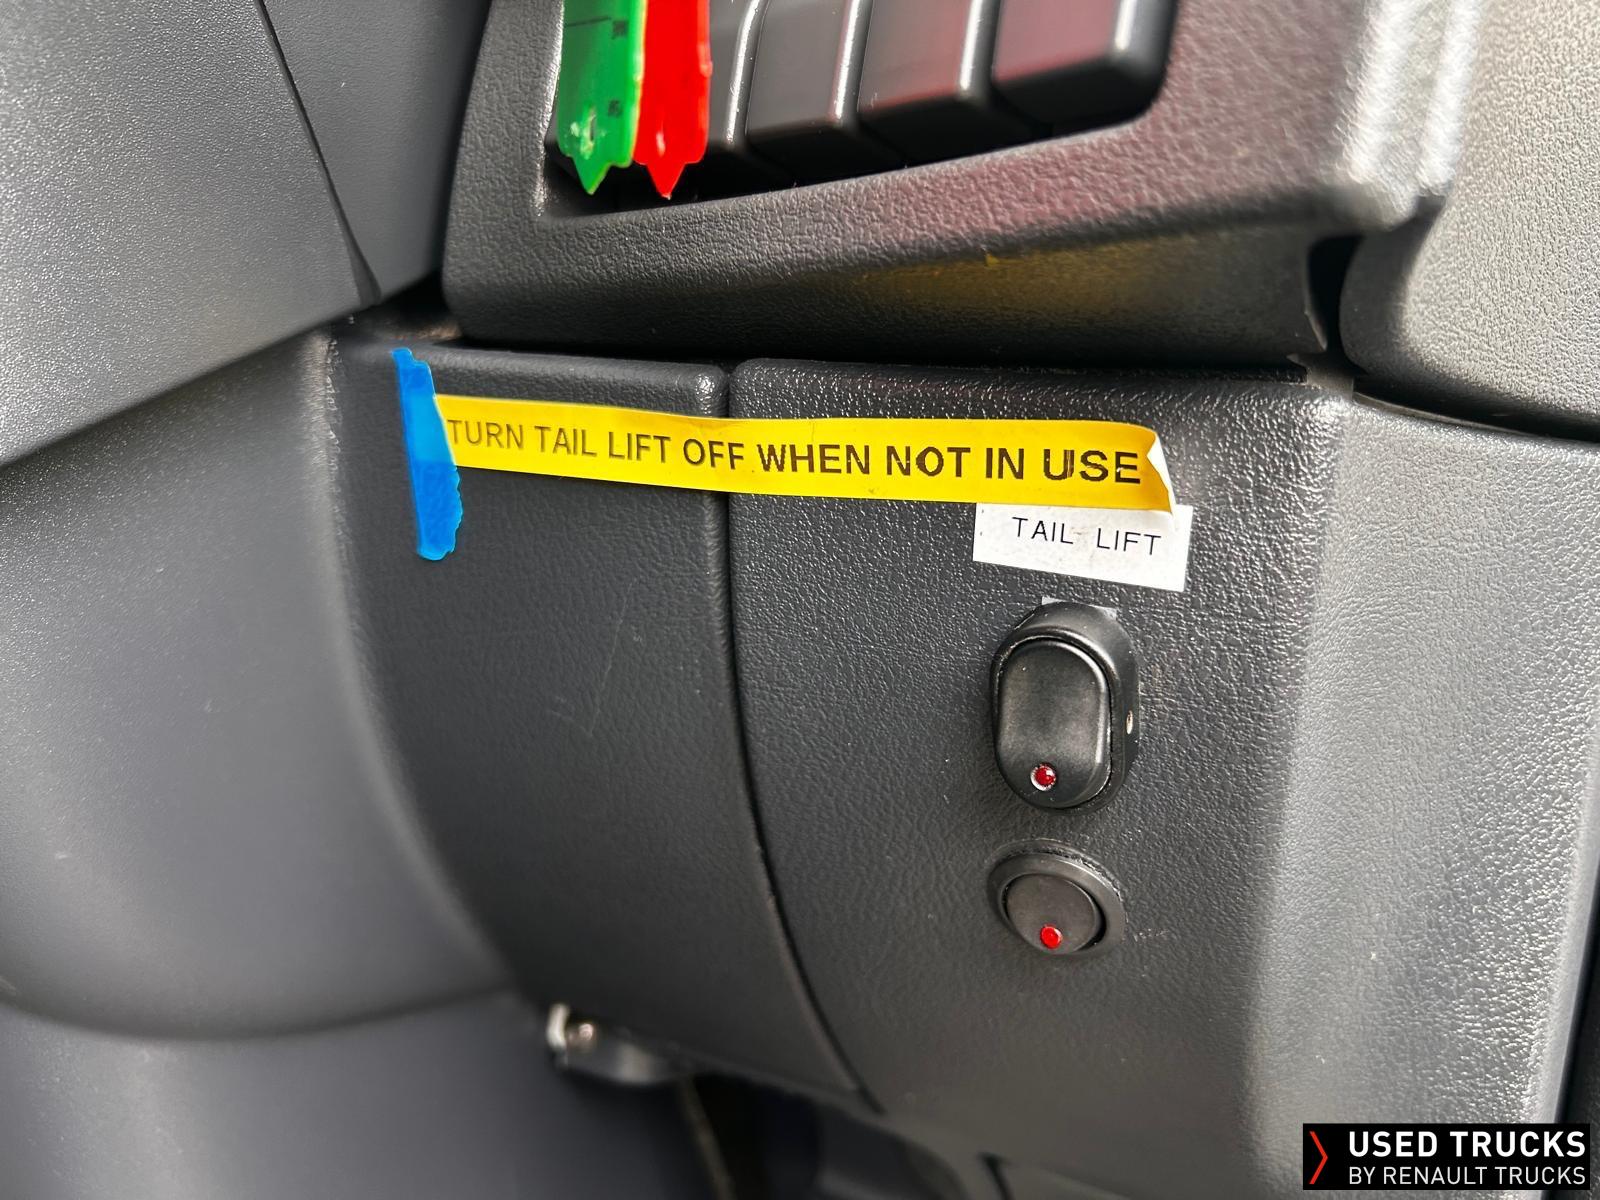 TURN TAIL LIFT OFF WHEN NOT IN USE
TAIL LIFT
USED TRUCKS
BY RENAULT TRUCKS